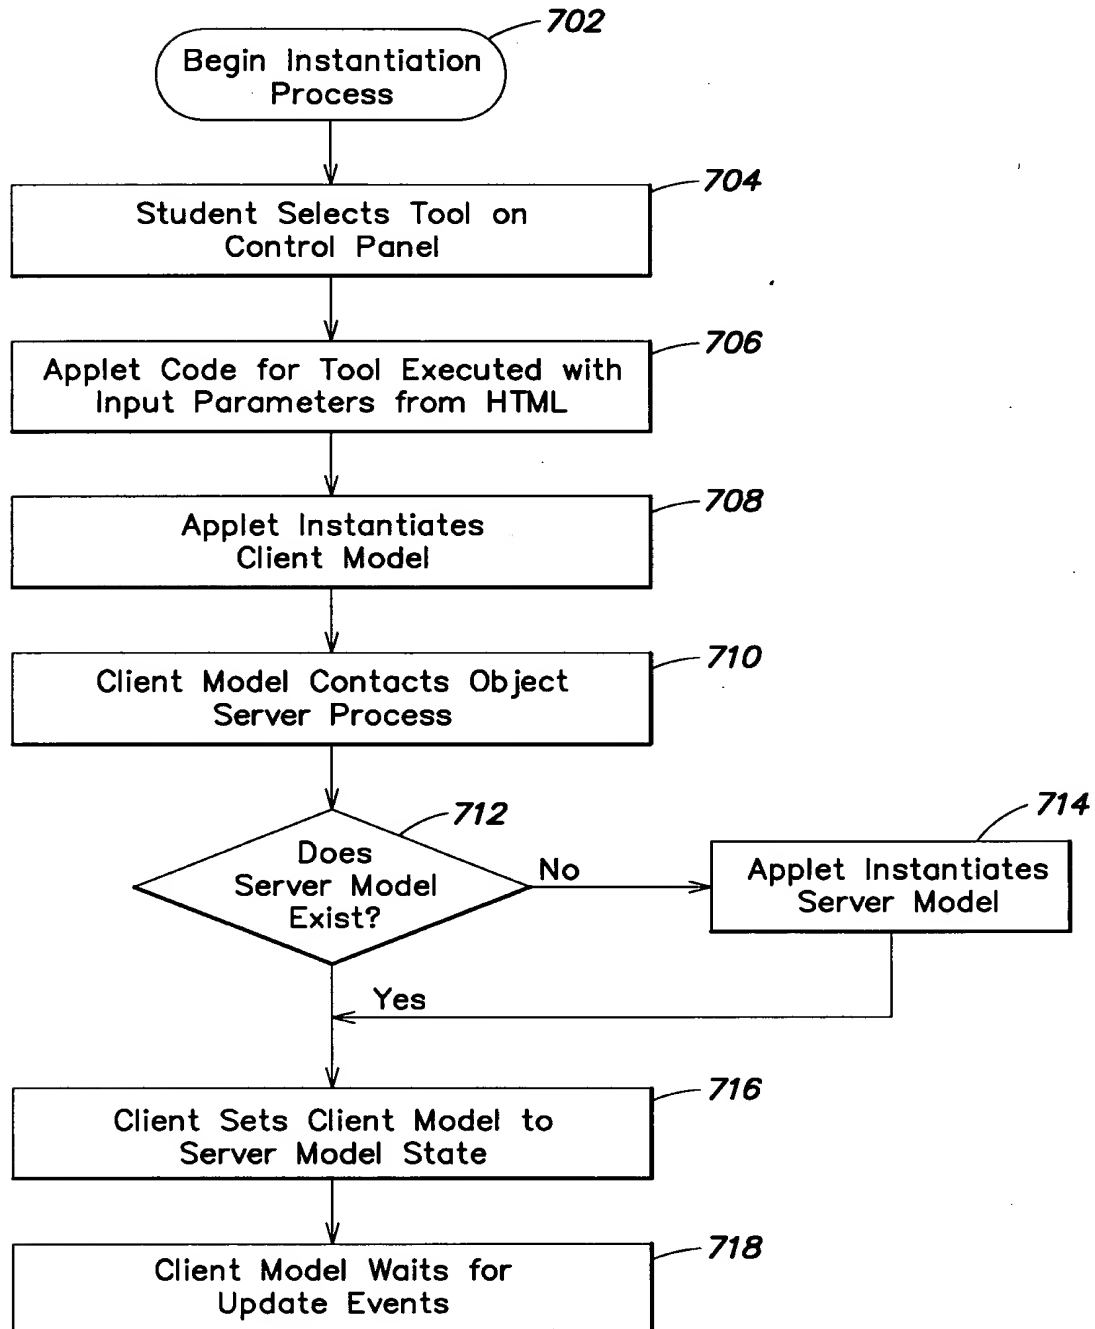 702
Begin Instantiation
Process
704
Student Selects Tool on
Control Panel
706
Applet Code for Tool Executed with
Input Parameters from HTML
708
Applet Instantiates
Client Model
710
Client Model Contacts Object
Server Process
712
Does
Server Model
Exist?
No
714
Applet Instantiates
Server Model
Yes
716
Client Sets Client Model to
Server Model State
718
Client Model Waits for
Update Events